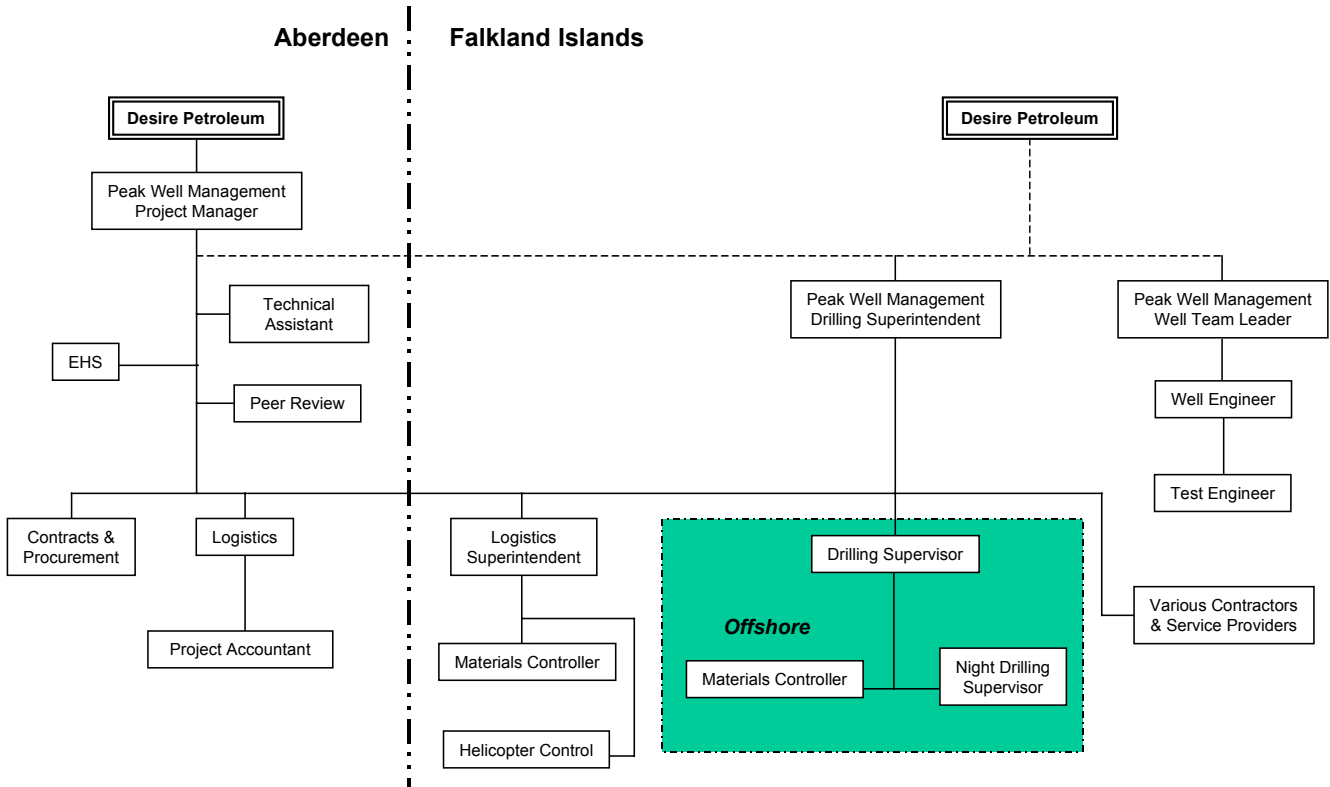 Aberdeen
Falkland Islands
Desire Petroleum
Desire Petroleum
Peak Well Management
Project Manager
Technical
Assistant
Peak Well Management
Drilling Superintendent
Peak Well Management
Well Team Leader
EHS
Peer Review
Well Engineer
Test Engineer
Contracts &
Procurement
Logistics
Logistics
Superintendent
Drilling Supervisor
Various Contractors
& Service Providers
Offshore
Project Accountant
Materials Controller
Materials Controller
Night Drilling
Supervisor
Helicopter Control